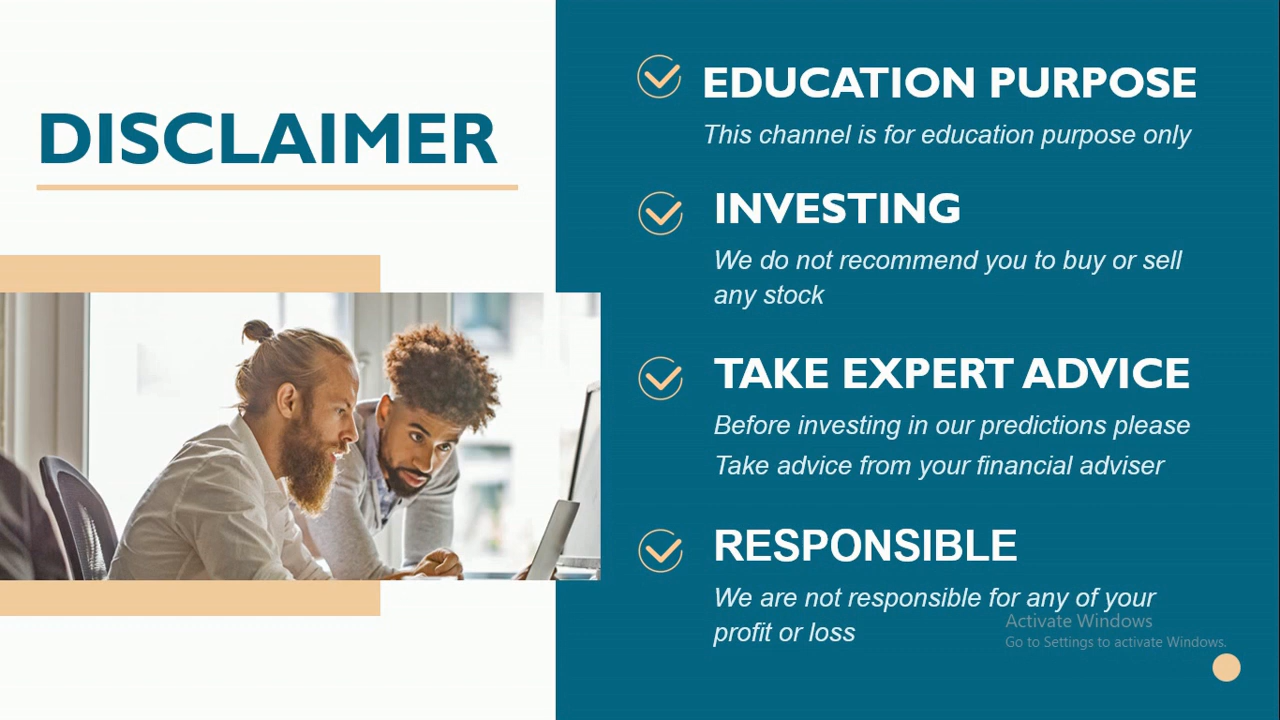 DISCLAIMER
EDUCATION PURPOSE
This channel is for education purpose only
INVESTING
We do not recommend you to buy or sell
any stock
TAKE EXPERT ADVICE
Before investing in our predictions please
Take advice from your financial adviser
RESPONSIBLE
We are not responsible for any of your
profit or loss
Activate Windows
Go to Settings to activate Windows.